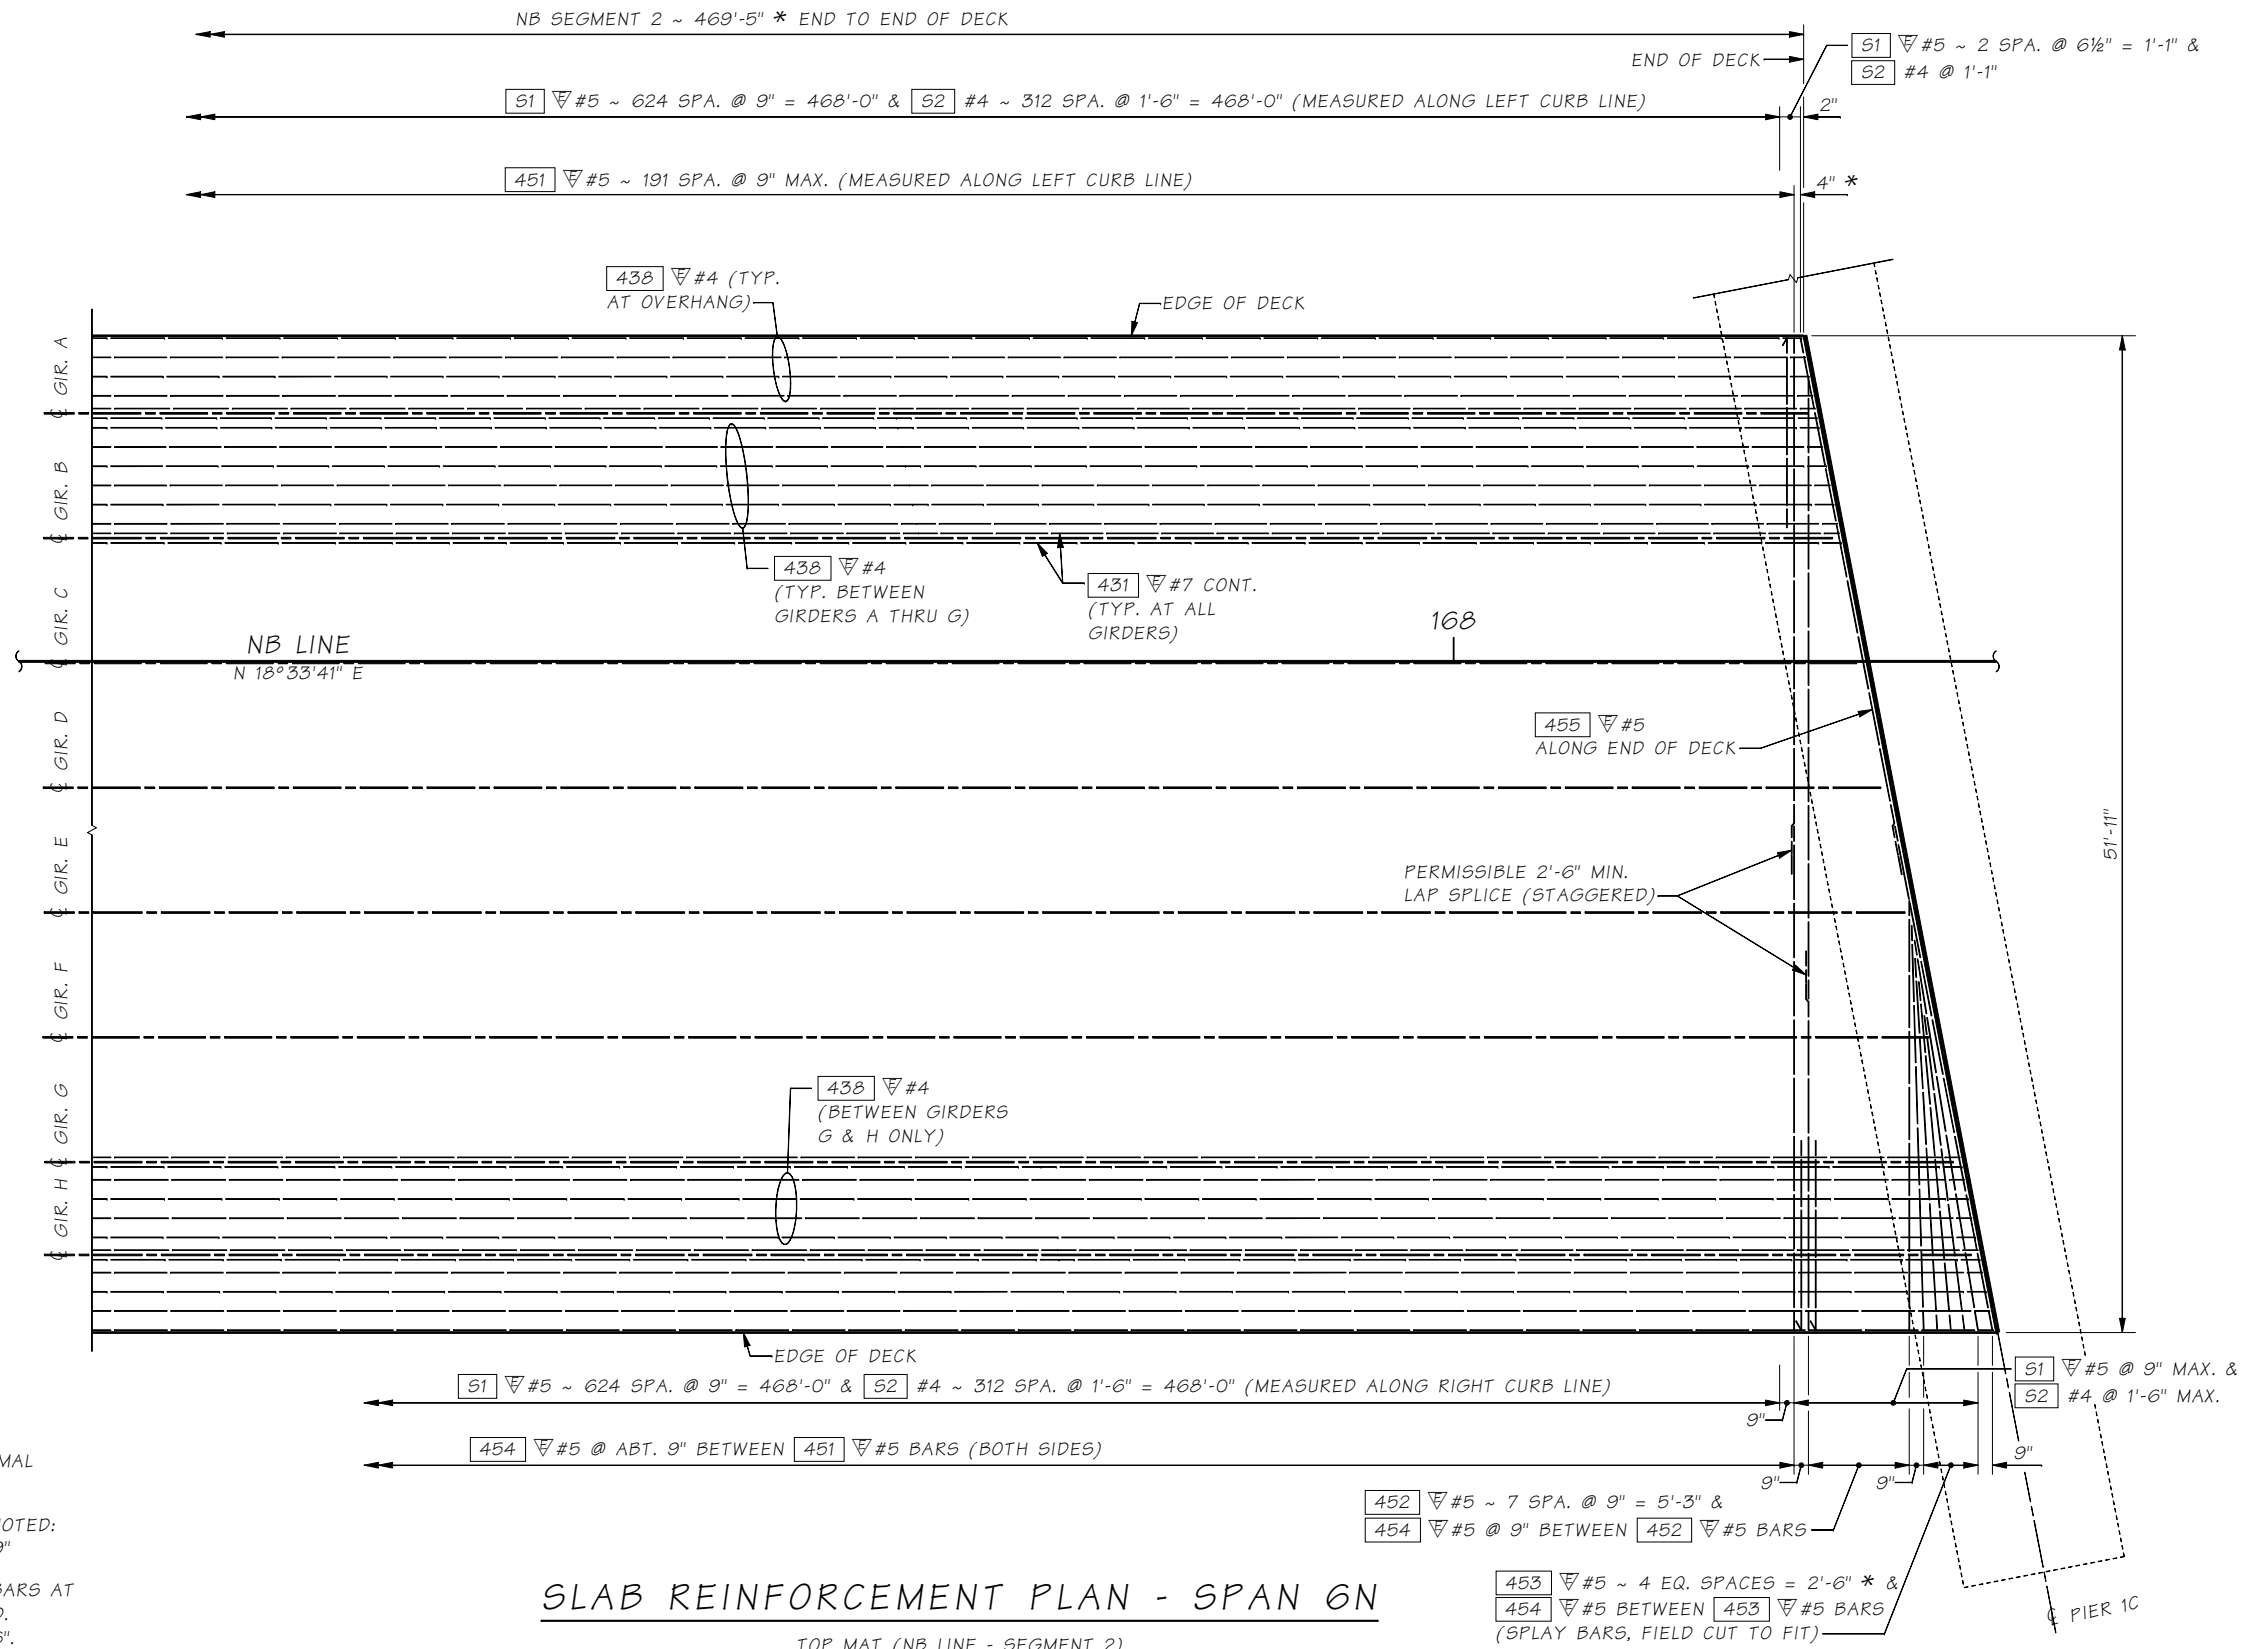 NB SEGMENT 2 ~ 469'-5" * END TO END OF DECK
END OF DECK
S1 E #5 ~ 2 SPA. @ 6½" = 1'-1" &
S2 #4 @ 1'-1"
S1 E #5 ~ 624 SPA. @ 9" = 468'-0" & S2 #4 ~ 312 SPA. @ 1'-6" = 468'-0" (MEASURED ALONG LEFT CURB LINE)
2"
451 E #5 ~ 191 SPA. @ 9" MAX. (MEASURED ALONG LEFT CURB LINE)
4" *
438 E #4 (TYP.
AT OVERHANG)
EDGE OF DECK
℄ GIR. A
℄ GIR. B
℄ GIR. C
℄ GIR. D
℄ GIR. E
℄ GIR. F
℄ GIR. G
℄ GIR. H
438 E #4
(TYP. BETWEEN
GIRDERS A THRU G)
431 E #7 CONT.
(TYP. AT ALL
GIRDERS)
168
NB LINE
N 18°33'41" E
455 E #5
ALONG END OF DECK
51'-11"
PERMISSIBLE 2'-6" MIN.
LAP SPLICE (STAGGERED)
438 E #4
(BETWEEN GIRDERS
G & H ONLY)
EDGE OF DECK
S1 E #5 ~ 624 SPA. @ 9" = 468'-0" & S2 #4 ~ 312 SPA. @ 1'-6" = 468'-0" (MEASURED ALONG RIGHT CURB LINE)
9"
S1 E #5 @ 9" MAX. &
S2 #4 @ 1'-6" MAX.
454 E #5 @ ABT. 9" BETWEEN 451 E #5 BARS (BOTH SIDES)
9"
9"
9"
452 E #5 ~ 7 SPA. @ 9" = 5'-3" &
454 E #5 @ 9" BETWEEN 452 E #5 BARS
453 E #5 ~ 4 EQ. SPACES = 2'-6" * &
454 E #5 BETWEEN 453 E #5 BARS
(SPLAY BARS, FIELD CUT TO FIT)
℄ PIER 1C
MAL
OTED:
9"
BARS AT
SLAB REINFORCEMENT PLAN - SPAN 6N
TOP MAT (NB LINE - SEGMENT 2)